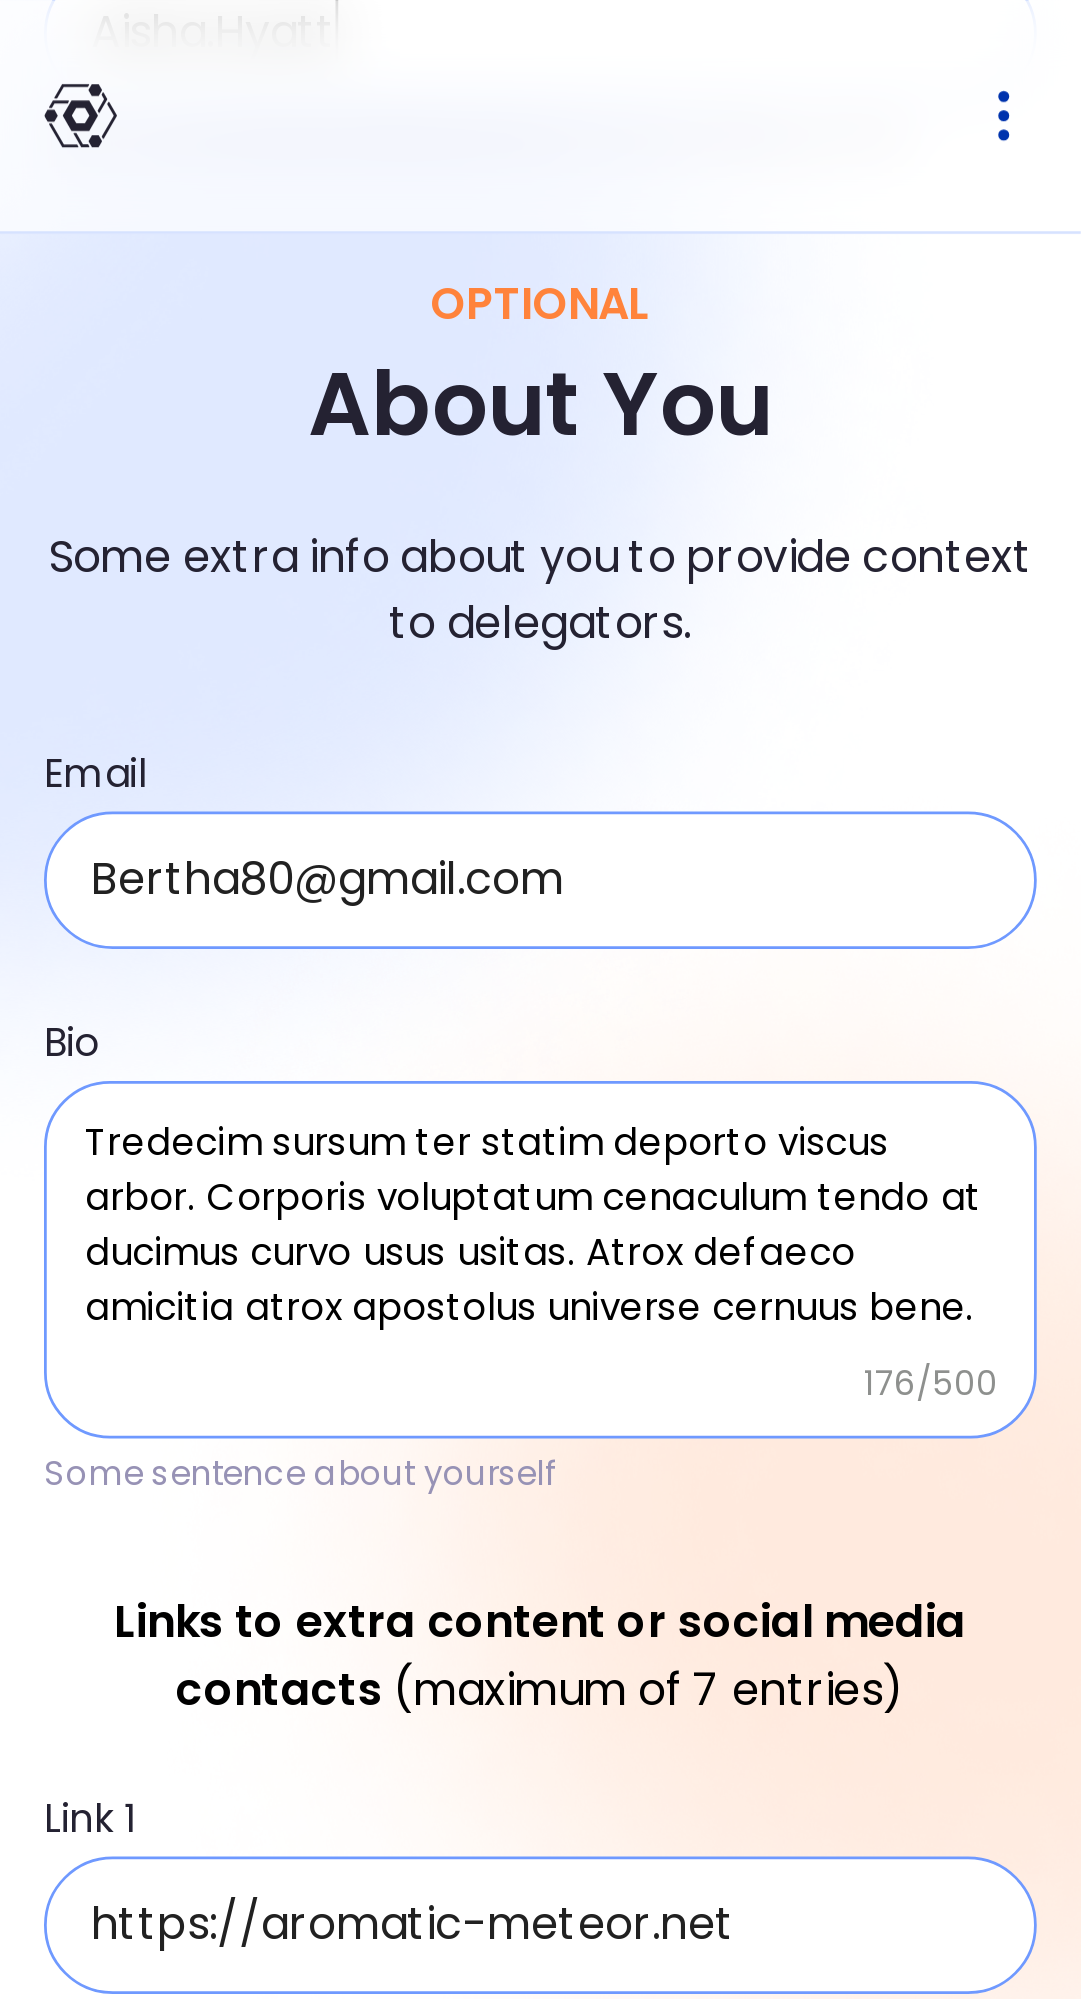 Aisha.Hyatt
OPTIONAL
About You
Some extra info about you to provide context
to delegators.
Email
Bertha80@gmail.com
Bio
Tredecim sursum ter statim deporto viscus
arbor. Corporis voluptatum cenaculum tendo at
ducimus curvo usus usitas. Atrox defaeco
amicitia atrox apostolus universe cernuus bene.
176/500
Some sentence about yourself
Links to extra content or social media
contacts (maximum of 7 entries)
Link 1
https://aromatic-meteor.net